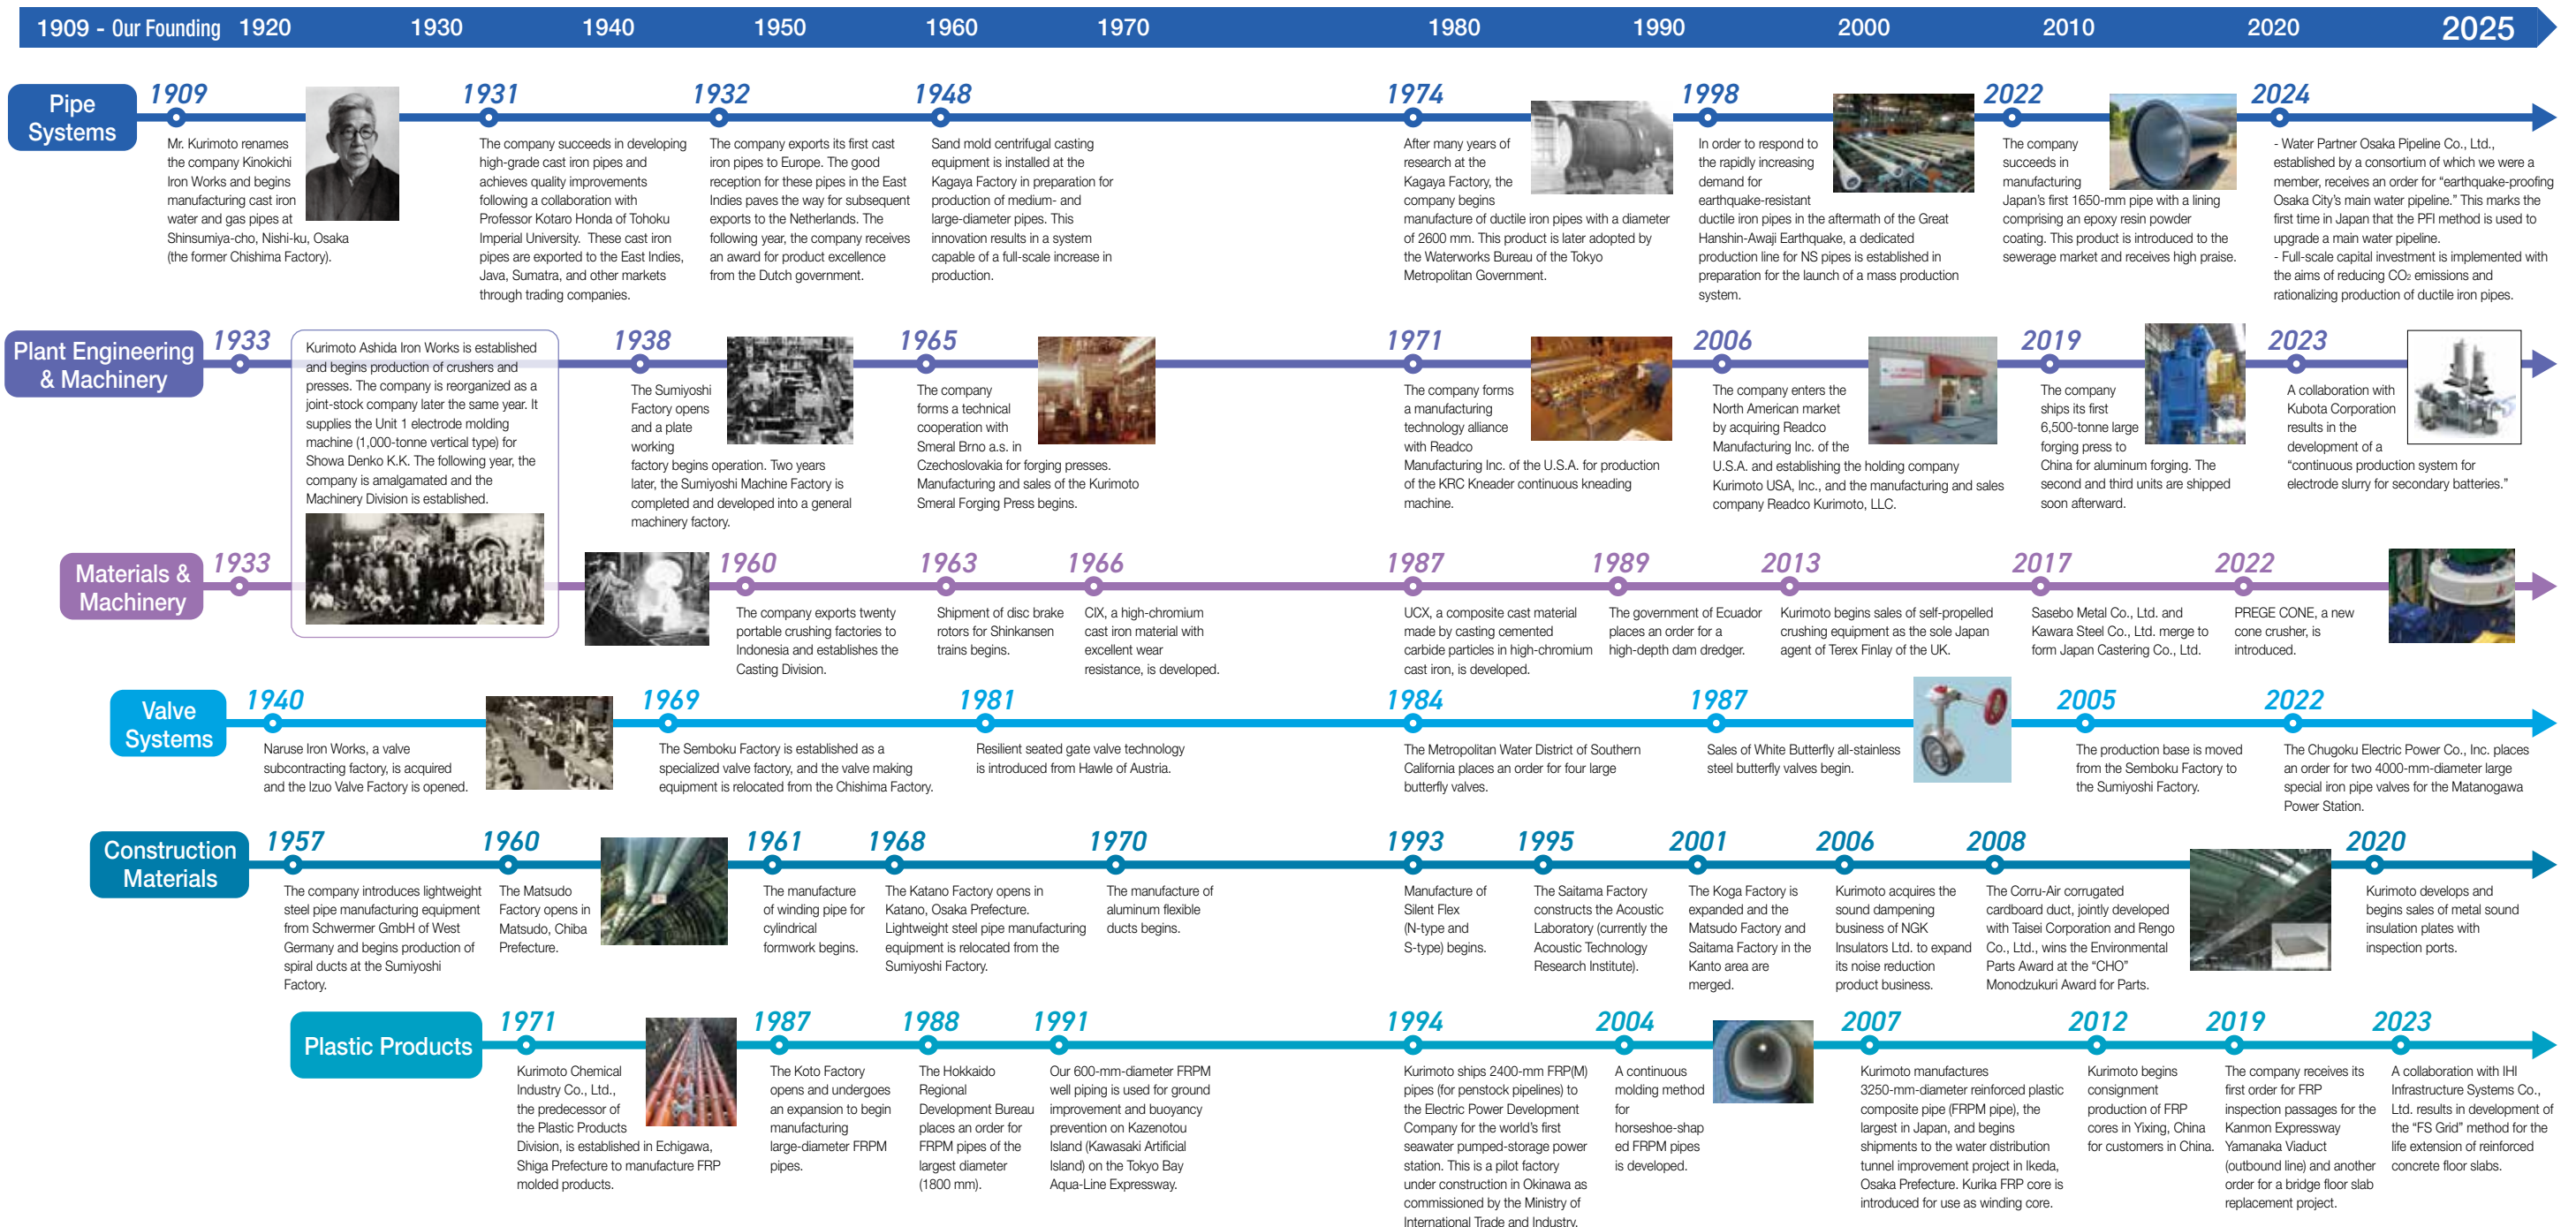 1909 - Our Founding 1920 1930 1940 1950 1960 1970 1980 1990 2000 2010 2020 2025
Pipe
Systems
1909
Mr. Kurimoto renames
the company Kinokichi
Iron Works and begins
manufacturing cast iron
water and gas pipes at
Shinsumiya-cho, Nishi-ku, Osaka
(the former Chishima Factory).
1931
The company succeeds in developing
high-grade cast iron pipes and
achieves quality improvements
following a collaboration with
Professor Kotaro Honda of Tohoku
Imperial University. These cast iron
pipes are exported to the East Indies,
Java, Sumatra, and other markets
through trading companies.
1932
The company exports its first cast
iron pipes to Europe. The good
reception for these pipes in the East
Indies paves the way for subsequent
exports to the Netherlands. The
following year, the company receives
an award for product excellence
from the Dutch government.
1948
Sand mold centrifugal casting
equipment is installed at the
Kagaya Factory in preparation for
production of medium- and
large-diameter pipes. This
innovation results in a system
capable of a full-scale increase in
production.
1974
After many years of
research at the
Kagaya Factory, the
company begins
manufacture of ductile iron pipes with a diameter
of 2600 mm. This product is later adopted by
the Waterworks Bureau of the Tokyo
Metropolitan Government.
1998
In order to respond to
the rapidly increasing
demand for
earthquake-resistant
ductile iron pipes in the aftermath of the Great
Hanshin-Awaji Earthquake, a dedicated
production line for NS pipes is established in
preparation for the launch of a mass production
system.
2022
The company
succeeds in
manufacturing
Japan's first 1650-mm pipe with a lining
comprising an epoxy resin powder
coating. This product is introduced to the
sewerage market and receives high praise.
2024
- Water Partner Osaka Pipeline Co., Ltd.,
established by a consortium of which we were a
member, receives an order for “earthquake-proofing
Osaka City's main water pipeline.” This marks the
first time in Japan that the PFI method is used to
upgrade a main water pipeline.
- Full-scale capital investment is implemented with
the aims of reducing CO₂ emissions and
rationalizing production of ductile iron pipes.
Plant Engineering
& Machinery
1933
Kurimoto Ashida Iron Works is established
and begins production of crushers and
presses. The company is reorganized as a
joint-stock company later the same year. It
supplies the Unit 1 electrode molding
machine (1,000-tonne vertical type) for
Showa Denko K.K. The following year, the
company is amalgamated and the
Machinery Division is established.
1938
The Sumiyoshi
Factory opens
and a plate
working
factory begins operation. Two years
later, the Sumiyoshi Machine Factory is
completed and developed into a general
machinery factory.
1965
The company
forms a technical
cooperation with
Smeral Brno a.s. in
Czechoslovakia for forging presses.
Manufacturing and sales of the Kurimoto
Smeral Forging Press begins.
1971
The company forms
a manufacturing
technology alliance
with Readco
Manufacturing Inc. of the U.S.A. for production
of the KRC Kneader continuous kneading
machine.
2006
The company enters the
North American market
by acquiring Readco
Manufacturing Inc. of the
U.S.A. and establishing the holding company
Kurimoto USA, Inc., and the manufacturing and sales
company Readco Kurimoto, LLC.
2019
The company
ships its first
6,500-tonne large
forging press to
China for aluminum forging. The
second and third units are shipped
soon afterward.
2023
A collaboration with
Kubota Corporation
results in the
development of a
“continuous production system for
electrode slurry for secondary batteries.”
Materials &
Machinery
1933
1960
The company exports twenty
portable crushing factories to
Indonesia and establishes the
Casting Division.
1963
Shipment of disc brake
rotors for Shinkansen
trains begins.
1966
CIX, a high-chromium
cast iron material with
excellent wear
resistance, is developed.
1987
UCX, a composite cast material
made by casting cemented
carbide particles in high-chromium
cast iron, is developed.
1989
The government of Ecuador
places an order for a
high-depth dam dredger.
2013
Kurimoto begins sales of self-propelled
crushing equipment as the sole Japan
agent of Terex Finlay of the UK.
2017
Sasebo Metal Co., Ltd. and
Kawara Steel Co., Ltd. merge to
form Japan Castering Co., Ltd.
2022
PREGE CONE, a new
cone crusher, is
introduced.
Valve
Systems
1940
Naruse Iron Works, a valve
subcontracting factory, is acquired
and the Izuo Valve Factory is opened.
1969
The Semboku Factory is established as a
specialized valve factory, and the valve making
equipment is relocated from the Chishima Factory.
1981
Resilient seated gate valve technology
is introduced from Hawle of Austria.
1984
The Metropolitan Water District of Southern
California places an order for four large
butterfly valves.
1987
Sales of White Butterfly all-stainless
steel butterfly valves begin.
2005
The production base is moved
from the Semboku Factory to
the Sumiyoshi Factory.
2022
The Chugoku Electric Power Co., Inc. places
an order for two 4000-mm-diameter large
special iron pipe valves for the Matanogawa
Power Station.
Construction
Materials
1957
The company introduces lightweight
steel pipe manufacturing equipment
from Schwermer GmbH of West
Germany and begins production of
spiral ducts at the Sumiyoshi
Factory.
1960
The Matsudo
Factory opens in
Matsudo, Chiba
Prefecture.
1961
The manufacture
of winding pipe for
cylindrical
formwork begins.
1968
The Katano Factory opens in
Katano, Osaka Prefecture.
Lightweight steel pipe manufacturing
equipment is relocated from the
Sumiyoshi Factory.
1970
The manufacture of
aluminum flexible
ducts begins.
1993
Manufacture of
Silent Flex
(N-type and
S-type) begins.
1995
The Saitama Factory
constructs the Acoustic
Laboratory (currently the
Acoustic Technology
Research Institute).
2001
The Koga Factory is
expanded and the
Matsudo Factory and
Saitama Factory in the
Kanto area are
merged.
2006
Kurimoto acquires the
sound dampening
business of NGK
Insulators Ltd. to expand
its noise reduction
product business.
2008
The Corru-Air corrugated
cardboard duct, jointly developed
with Taisei Corporation and Rengo
Co., Ltd., wins the Environmental
Parts Award at the “CHO”
Monodzukuri Award for Parts.
2020
Kurimoto develops and
begins sales of metal sound
insulation plates with
inspection ports.
Plastic Products
1971
Kurimoto Chemical
Industry Co., Ltd.,
the predecessor of
the Plastic Products
Division, is established in Echigawa,
Shiga Prefecture to manufacture FRP
molded products.
1987
The Koto Factory
opens and undergoes
an expansion to begin
manufacturing
large-diameter FRPM
pipes.
1988
The Hokkaido
Regional
Development Bureau
places an order for
FRPM pipes of the
largest diameter
(1800 mm).
1991
Our 600-mm-diameter FRPM
well piping is used for ground
improvement and buoyancy
prevention on Kazenotou
Island (Kawasaki Artificial
Island) on the Tokyo Bay
Aqua-Line Expressway.
1994
Kurimoto ships 2400-mm FRP(M)
pipes (for penstock pipelines) to
the Electric Power Development
Company for the world's first
seawater pumped-storage power
station. This is a pilot factory
under construction in Okinawa as
commissioned by the Ministry of
International Trade and Industry.
2004
A continuous
molding method
for
horseshoe-shap
ed FRPM pipes
is developed.
2007
Kurimoto manufactures
3250-mm-diameter reinforced plastic
composite pipe (FRPM pipe), the
largest in Japan, and begins
shipments to the water distribution
tunnel improvement project in Ikeda,
Osaka Prefecture. Kurika FRP core is
introduced for use as winding core.
2012
Kurimoto begins
consignment
production of FRP
cores in Yixing, China
for customers in China.
2019
The company receives its
first order for FRP
inspection passages for the
Kanmon Expressway
Yamanaka Viaduct
(outbound line) and another
order for a bridge floor slab
replacement project.
2023
A collaboration with IHI
Infrastructure Systems Co.,
Ltd. results in development of
the “FS Grid” method for the
life extension of reinforced
concrete floor slabs.